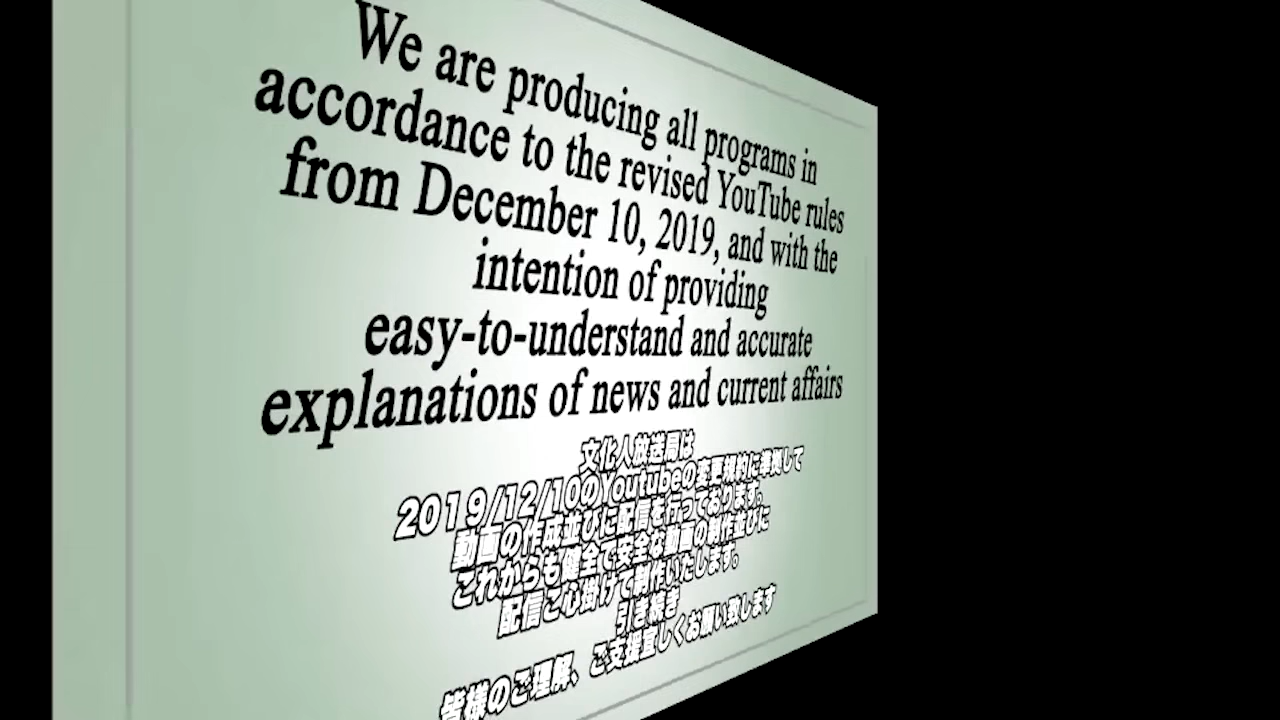 We are producing all programs in
accordance to the revised YouTube rules
from December 10, 2019, and with the
intention of providing
easy-to-understand and accurate
explanations of news and current affairs
文化人放送局は
2019/12/10のYoutubeの変更規約に準拠して
動画の作成並びに配信を行っております。
これからも健全で安全な動画の制作並びに
配信に心掛けて制作いたします。
引き続き
皆様のご理解、ご支援宜しくお願い致します